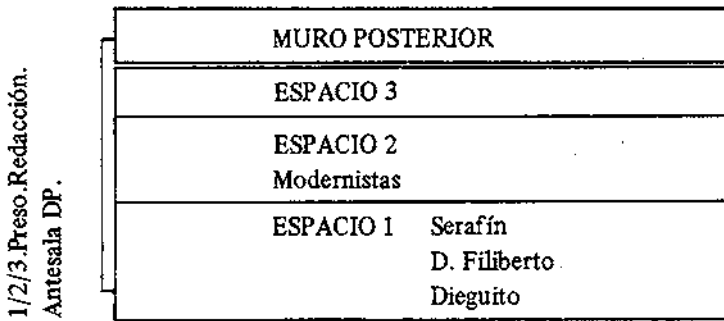 1/2/3.Preso.Redacción.
Antesala DP.
MURO POSTERIOR
ESPACIO 3
ESPACIO 2
Modernistas
ESPACIO 1 Serafín
D. Filiberto
Dieguito